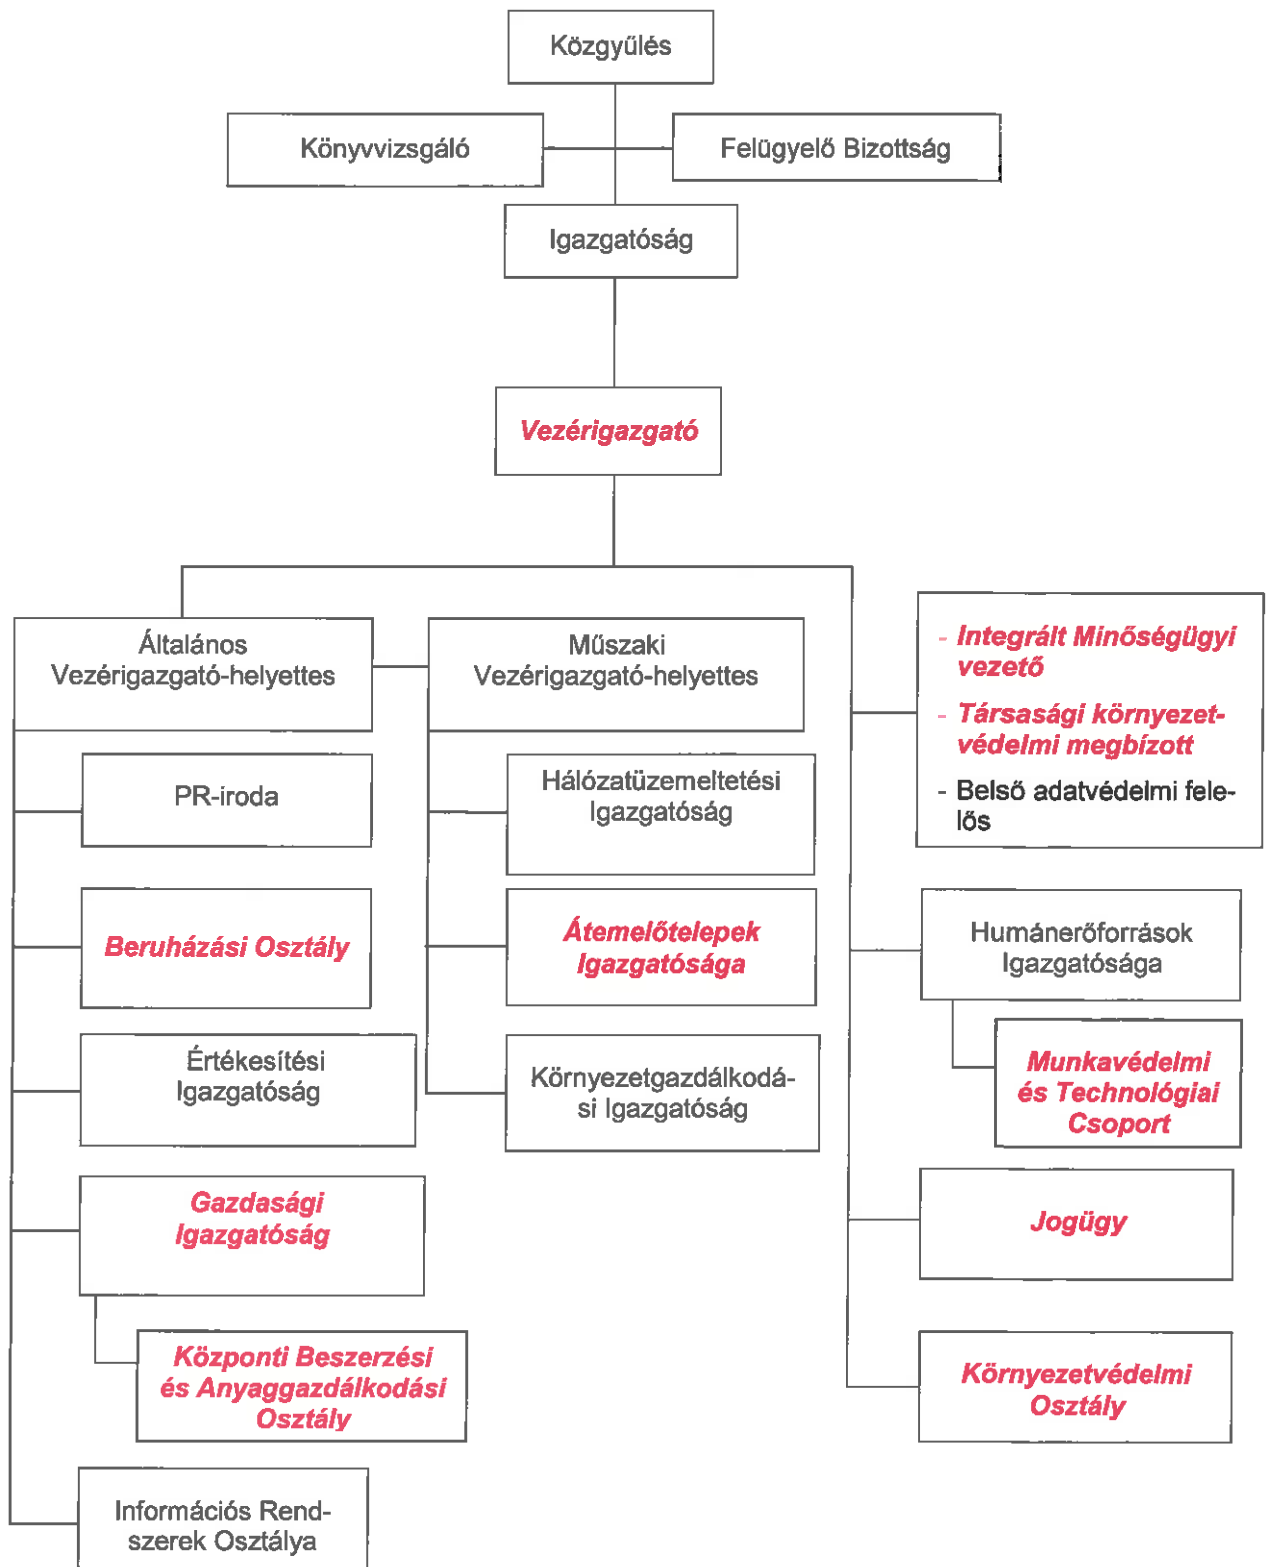 Közgyűlés
Könyvvizsgáló
Felügyelő Bizottság
Igazgatóság
Vezérigazgató
Általános
Vezérigazgató-helyettes
Műszaki
Vezérigazgató-helyettes
- Integrált Minőségügyi
vezető
- Társasági környezet-
védelmi megbízott
- Belső adatvédelmi fele-
lős
PR-iroda
Hálózatüzemeltetési
Igazgatóság
Beruházási Osztály
Átemelőtelepek
Igazgatósága
Humánerőforrások
Igazgatósága
Értékesítési
Igazgatóság
Környezetgazdálkodá-
si Igazgatóság
Munkavédelmi
és Technológiai
Csoport
Gazdasági
Igazgatóság
Jogügy
Központi Beszerzési
és Anyaggazdálkodási
Osztály
Környezetvédelmi
Osztály
Információs Rend-
szerek Osztálya